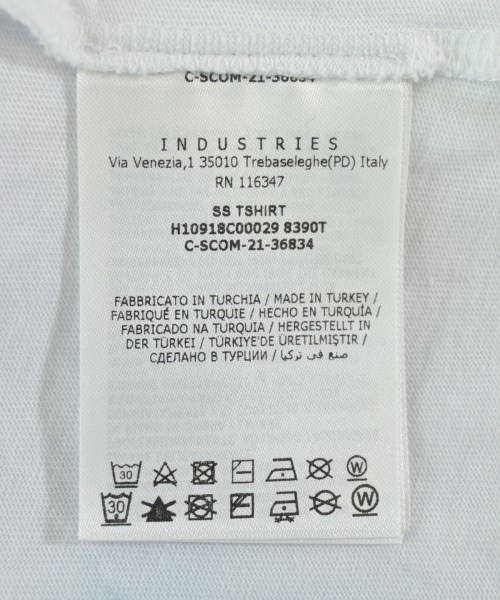 C-SCOM-21-36834
INDUSTRIES
Via Venezia,1 35010 Trebaseleghe(PD) Italy
RN 116347
SS TSHIRT
H10918C00029 8390T
C-SCOM-21-36834
FABBRICATO IN TURCHIA / MADE IN TURKEY /
FABRIQUÉ EN TURQUIE / HECHO EN TURQUÍA /
FABRICADO NA TURQUIA / HERGESTELLT IN
DER TÜRKEI / TÜRKİYE'DE ÜRETILMIŞTIR /
СДЕЛАНО В ТУРЦИИ / صنع في تركيا /
30 W
30 W